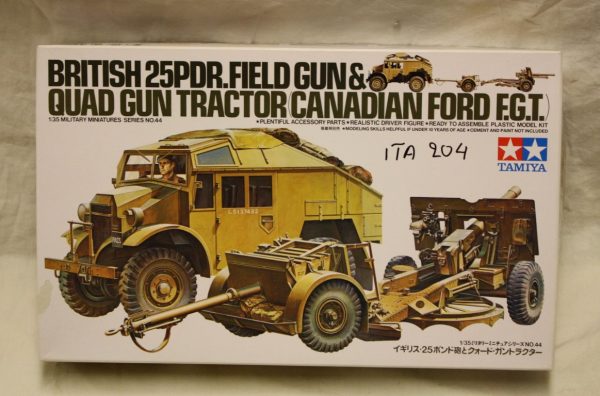 BRITISH 25PDR.FIELD GUN &
QUAD GUN TRACTOR(CANADIAN FORD F.G.T.)
1:35 MILITARY MINIATURES SERIES NO.44
★PLENTIFUL ACCESSORY PARTS ★REALISTIC DRIVER FIGURE ★READY TO ASSEMBLE PLASTIC MODEL KIT
★MODELING SKILLS HELPFUL IF UNDER 10 YEARS OF AGE ★CEMENT AND PAINT NOT INCLUDED
ITA 204
TAMIYA
L5137482
1:35ミリタリーミニチュアシリーズ NO.44
イギリス・25ポンド砲とクォード・ガントラクター